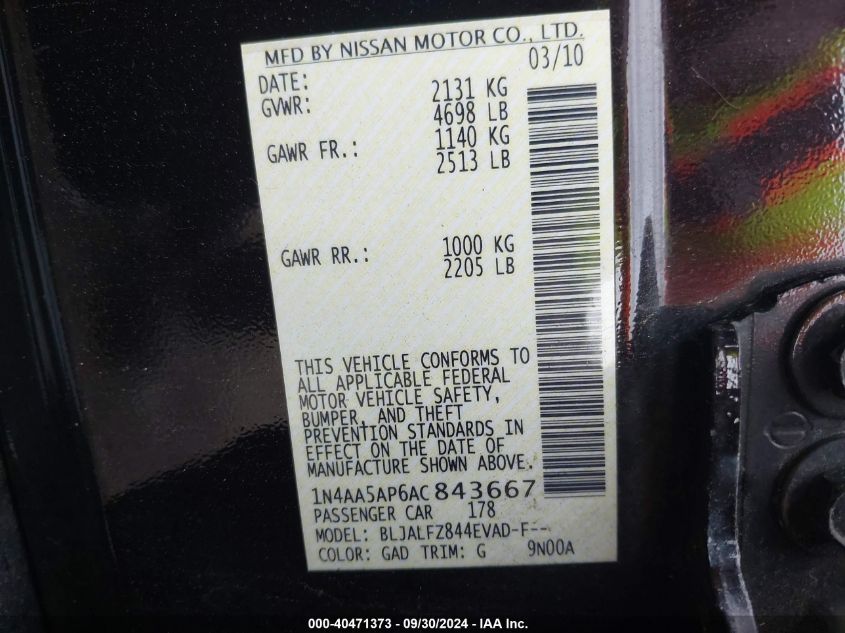 MFD BY NISSAN MOTOR CO., LTD.
DATE: 03/10
GVWR: 2131 KG
4698 LB
GAWR FR.: 1140 KG
2513 LB
GAWR RR.: 1000 KG
2205 LB
THIS VEHICLE CONFORMS TO
ALL APPLICABLE FEDERAL
MOTOR VEHICLE SAFETY,
BUMPER, AND THEFT
PREVENTION STANDARDS IN
EFFECT ON THE DATE OF
MANUFACTURE SHOWN ABOVE.
1N4AA5AP6AC843667
PASSENGER CAR 178
MODEL: BLJALFZ844EVAD-F--
COLOR: GAD TRIM: G 9N00A
000-40471373 - 09/30/2024 - IAA Inc.